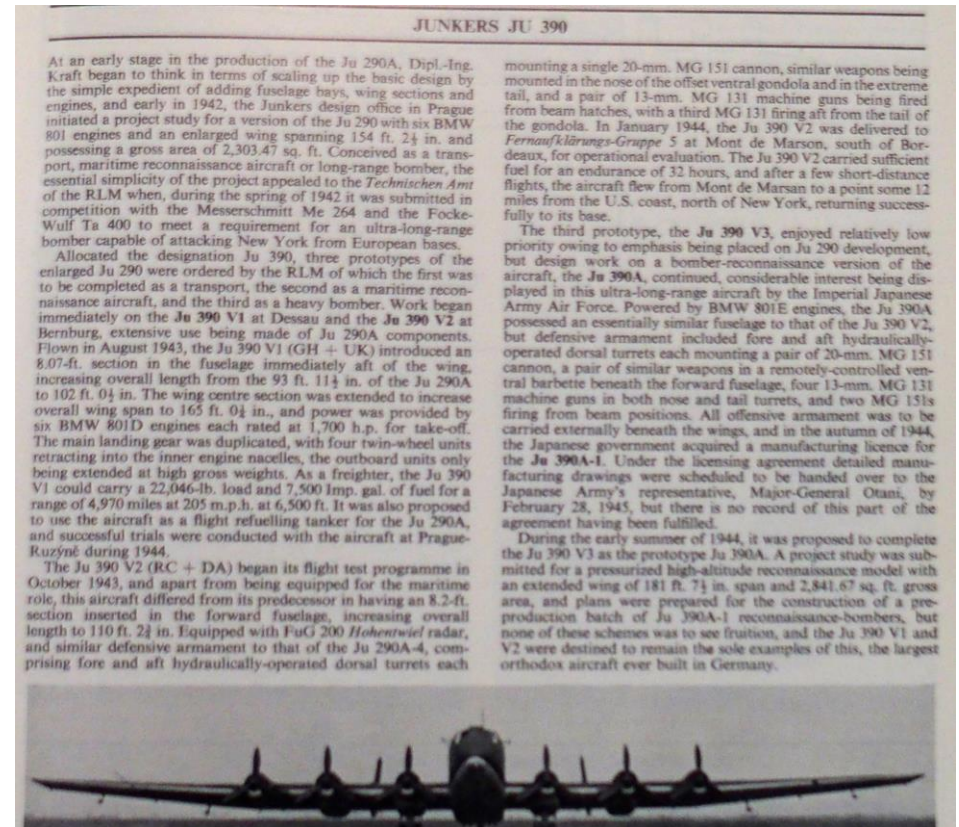 JUNKERS JU 390
At an early stage in the production of the Ju 290A, Dipl.-Ing.
Kraft began to think in terms of scaling up the basic design by
the simple expedient of adding fuselage bays, wing sections and
engines, and early in 1942, the Junkers design office in Prague
initiated a project study for a version of the Ju 290 with six BMW
801 engines and an enlarged wing spanning 154 ft. 2½ in. and
possessing a gross area of 2,303.47 sq. ft. Conceived as a trans-
port, maritime reconnaissance aircraft or long-range bomber, the
essential simplicity of the project appealed to the Technischen Amt
of the RLM when, during the spring of 1942 it was submitted in
competition with the Messerschmitt Me 264 and the Focke-
Wulf Ta 400 to meet a requirement for an ultra-long-range
bomber capable of attacking New York from European bases.
Allocated the designation Ju 390, three prototypes of the
enlarged Ju 290 were ordered by the RLM of which the first was
to be completed as a transport, the second as a maritime recon-
naissance aircraft, and the third as a heavy bomber. Work began
immediately on the Ju 390 V1 at Dessau and the Ju 390 V2 at
Bernburg, extensive use being made of Ju 290A components.
Flown in August 1943, the Ju 390 V1 (GH + UK) introduced an
8.07-ft. section in the fuselage immediately aft of the wing,
increasing overall length from the 93 ft. 11½ in. of the Ju 290A
to 102 ft. 0½ in. The wing centre section was extended to increase
overall wing span to 165 ft. 0½ in., and power was provided by
six BMW 801D engines each rated at 1,700 h.p. for take-off.
The main landing gear was duplicated, with four twin-wheel units
retracting into the inner engine nacelles, the outboard units only
being extended at high gross weights. As a freighter, the Ju 390
V1 could carry a 22,046-lb. load and 7,500 Imp. gal. of fuel for a
range of 4,970 miles at 205 m.p.h. at 6,500 ft. It was also proposed
to use the aircraft as a flight refuelling tanker for the Ju 290A,
and successful trials were conducted with the aircraft at Prague-
Ruzýně during 1944.
The Ju 390 V2 (RC + DA) began its flight test programme in
October 1943, and apart from being equipped for the maritime
role, this aircraft differed from its predecessor in having an 8.2-ft.
section inserted in the forward fuselage, increasing overall
length to 110 ft. 2¾ in. Equipped with FuG 200 Hohentwiel radar,
and similar defensive armament to that of the Ju 290A-4, com-
prising fore and aft hydraulically-operated dorsal turrets each
mounting a single 20-mm. MG 151 cannon, similar weapons being
mounted in the nose of the offset ventral gondola and in the extreme
tail, and a pair of 13-mm. MG 131 machine guns being fired
from beam hatches, with a third MG 131 firing aft from the tail of
the gondola. In January 1944, the Ju 390 V2 was delivered to
Fernaufklärungs-Gruppe 5 at Mont de Marson, south of Bor-
deaux, for operational evaluation. The Ju 390 V2 carried sufficient
fuel for an endurance of 32 hours, and after a few short-distance
flights, the aircraft flew from Mont de Marsan to a point some 12
miles from the U.S. coast, north of New York, returning success-
fully to its base.
The third prototype, the Ju 390 V3, enjoyed relatively low
priority owing to emphasis being placed on Ju 290 development,
but design work on a bomber-reconnaissance version of the
aircraft, the Ju 390A, continued, considerable interest being dis-
played in this ultra-long-range aircraft by the Imperial Japanese
Army Air Force. Powered by BMW 801E engines, the Ju 390A
possessed an essentially similar fuselage to that of the Ju 390 V2,
but defensive armament included fore and aft hydraulically-
operated dorsal turrets each mounting a pair of 20-mm. MG 151
cannon, a pair of similar weapons in a remotely-controlled ven-
tral barbette beneath the forward fuselage, four 13-mm. MG 131
machine guns in both nose and tail turrets, and two MG 151s
firing from beam positions. All offensive armament was to be
carried externally beneath the wings, and in the autumn of 1944,
the Japanese government acquired a manufacturing licence for
the Ju 390A-1. Under the licensing agreement detailed manu-
facturing drawings were scheduled to be handed over to the
Japanese Army's representative, Major-General Otani, by
February 28, 1945, but there is no record of this part of the
agreement having been fulfilled.
During the early summer of 1944, it was proposed to complete
the Ju 390 V3 as the prototype Ju 390A. A project study was sub-
mitted for a pressurized high-altitude reconnaissance model with
an extended wing of 181 ft. 7½ in. span and 2,841.67 sq. ft. gross
area, and plans were prepared for the construction of a pre-
production batch of Ju 390A-1 reconnaissance-bombers, but
none of these schemes was to see fruition, and the Ju 390 V1 and
V2 were destined to remain the sole examples of this, the largest
orthodox aircraft ever built in Germany.